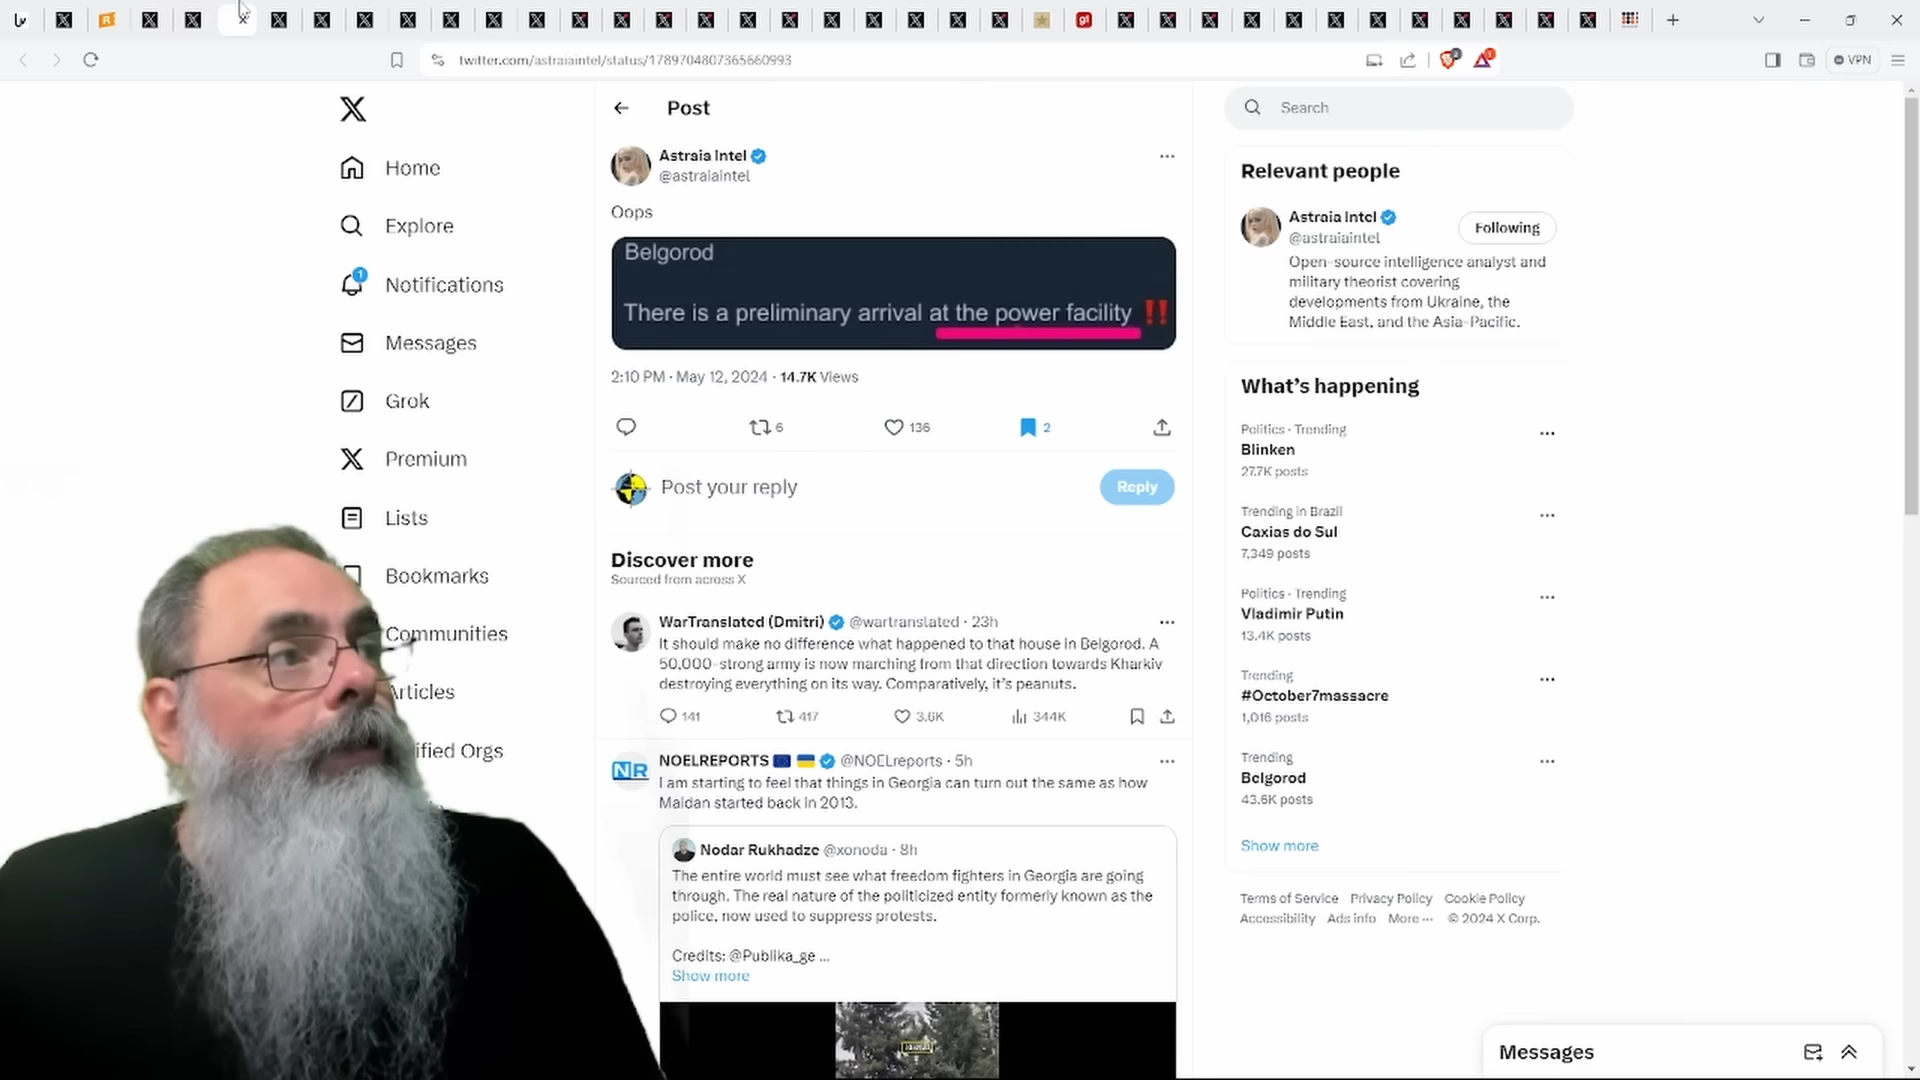 twitter.com/astraiaintel/status/1789704807365660993
VPN
Post
Search
Home
Explore
1
Notifications
Messages
Grok
Premium
Lists
Bookmarks
Communities
Articles
ified Orgs
Astraia Intel
@astraiaintel
Oops
Belgorod
There is a preliminary arrival at the power facility ‼
2:10 PM · May 12, 2024 · 14.7K Views
6
136
2
Post your reply
Reply
Discover more
Sourced from across X
WarTranslated (Dmitri) @wartranslated · 23h
It should make no difference what happened to that house in Belgorod. A
50,000-strong army is now marching from that direction towards Kharkiv
destroying everything on its way. Comparatively, it's peanuts.
141
417
3.6K
344K
NR
NOELREPORTS 🇪🇺 🇺🇦 @NOELreports · 5h
I am starting to feel that things in Georgia can turn out the same as how
Maidan started back in 2013.
Nodar Rukhadze @xonoda · 8h
The entire world must see what freedom fighters in Georgia are going
through. The real nature of the politicized entity formerly known as the
police, now used to suppress protests.
Credits: @Publika_ge ...
Show more
Relevant people
Astraia Intel
@astraiaintel
Following
Open-source intelligence analyst and
military theorist covering
developments from Ukraine, the
Middle East, and the Asia-Pacific.
What's happening
Politics · Trending
Blinken
27.7K posts
Trending in Brazil
Caxias do Sul
7,349 posts
Politics · Trending
Vladimir Putin
13.4K posts
Trending
#October7massacre
1,016 posts
Trending
Belgorod
43.6K posts
Show more
Terms of Service Privacy Policy Cookie Policy
Accessibility Ads info More ··· © 2024 X Corp.
Messages